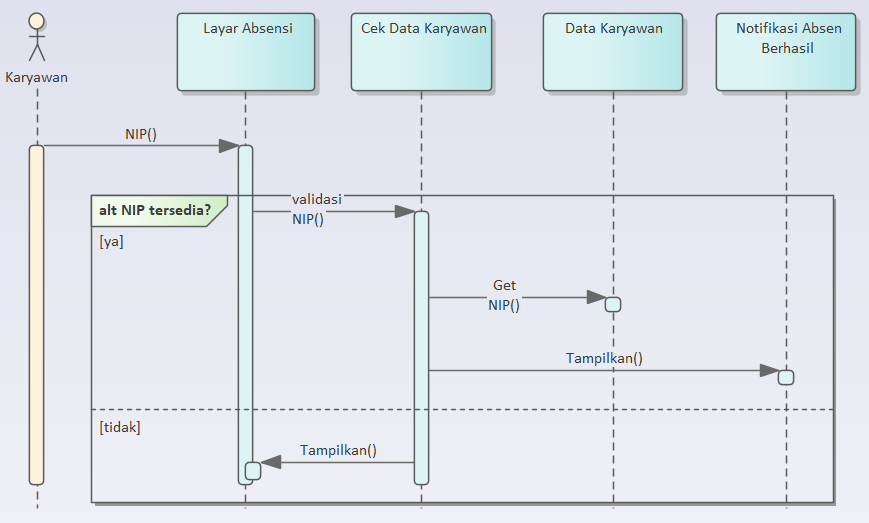 Karyawan
Layar Absensi
Cek Data Karyawan
Data Karyawan
Notifikasi Absen
Berhasil
NIP()
alt NIP tersedia?
validasi
NIP()
[ya]
Get
NIP()
Tampilkan()
[tidak]
Tampilkan()